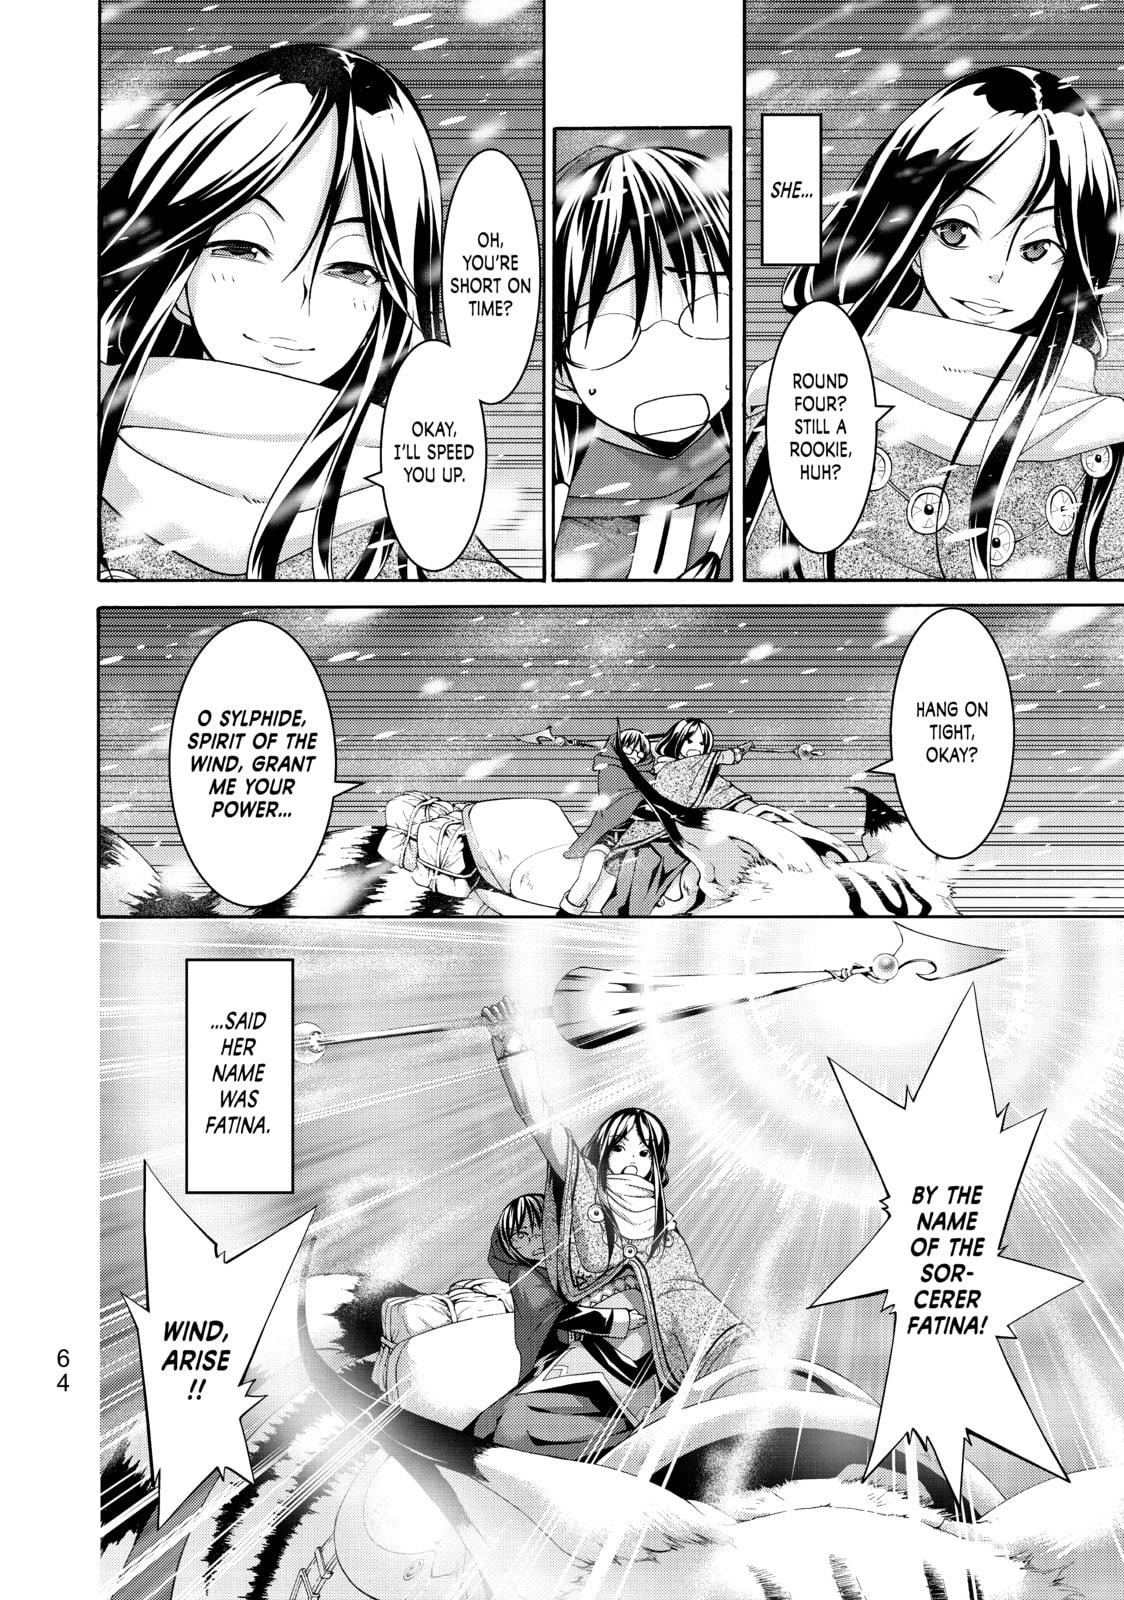 SHE...
ROUND
FOUR?
STILL A
ROOKIE,
HUH?
OH,
YOU'RE
SHORT ON
TIME?
OKAY,
I'LL SPEED
YOU UP.
HANG ON
TIGHT,
OKAY?
O SYLPHIDE,
SPIRIT OF THE
WIND, GRANT
ME YOUR
POWER...
...SAID
HER
NAME
WAS
FATINA.
BY THE
NAME
OF THE
SOR-
CERER
FATINA!
WIND,
ARISE
!!
64